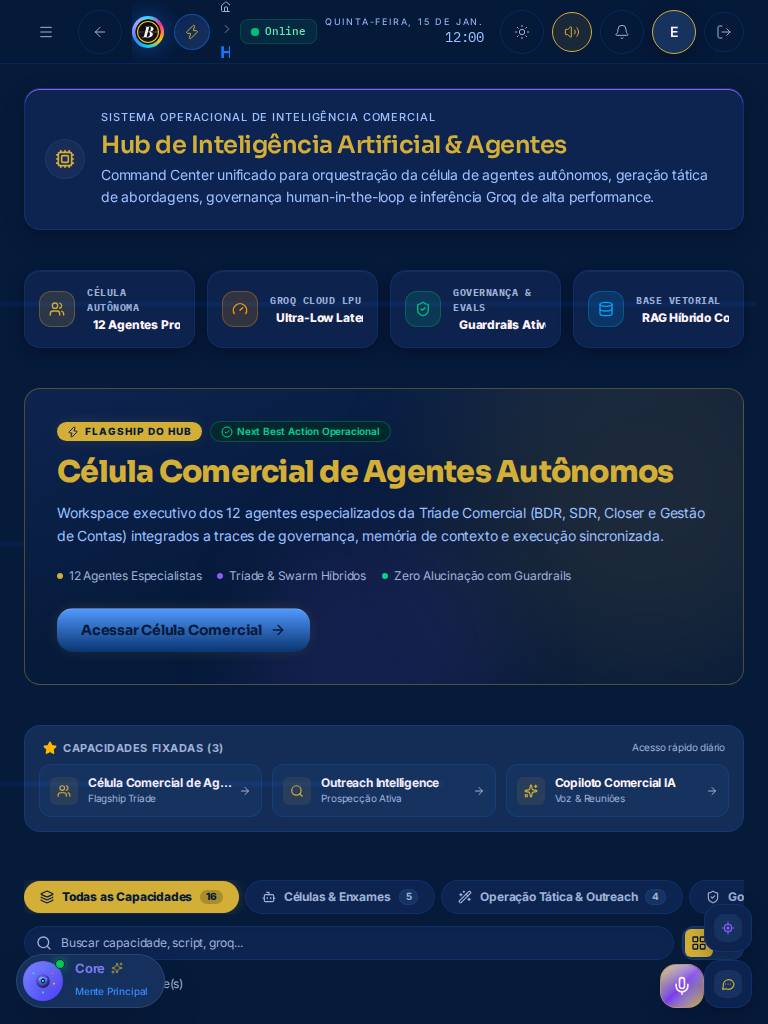 B
H
Online
QUINTA-FEIRA, 15 DE JAN.
12:00
E
SISTEMA OPERACIONAL DE INTELIGÊNCIA COMERCIAL
Hub de Inteligência Artificial & Agentes
Command Center unificado para orquestração da célula de agentes autônomos, geração tática
de abordagens, governança human-in-the-loop e inferência Groq de alta performance.
CÉLULA
AUTÔNOMA
12 Agentes Pro
GROQ CLOUD LPU
Ultra-Low Late
GOVERNANÇA &
EVALS
Guardrails Ativ
BASE VETORIAL
RAG Híbrido Co
FLAGSHIP DO HUB
Next Best Action Operacional
Célula Comercial de Agentes Autônomos
Workspace executivo dos 12 agentes especializados da Tríade Comercial (BDR, SDR, Closer e Gestão
de Contas) integrados a traces de governança, memória de contexto e execução sincronizada.
12 Agentes Especialistas
Tríade & Swarm Híbridos
Zero Alucinação com Guardrails
Acessar Célula Comercial
CAPACIDADES FIXADAS (3)
Acesso rápido diário
Célula Comercial de Ag...
Flagship Tríade
Outreach Intelligence
Prospecção Ativa
Copiloto Comercial IA
Voz & Reuniões
Todas as Capacidades 16
Células & Enxames 5
Operação Tática & Outreach 4
Go
Buscar capacidade, script, groq...
Core
Mente Principal
e(s)